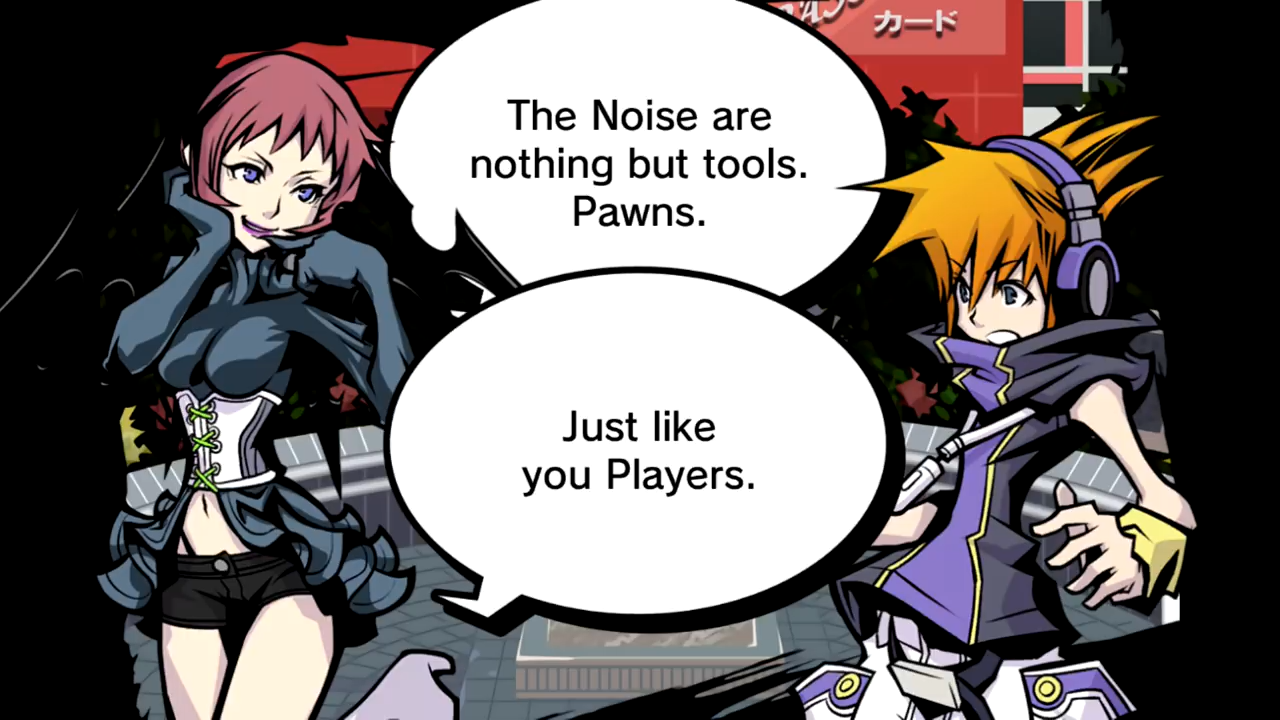 カード
The Noise are
nothing but tools.
Pawns.
Just like
you Players.